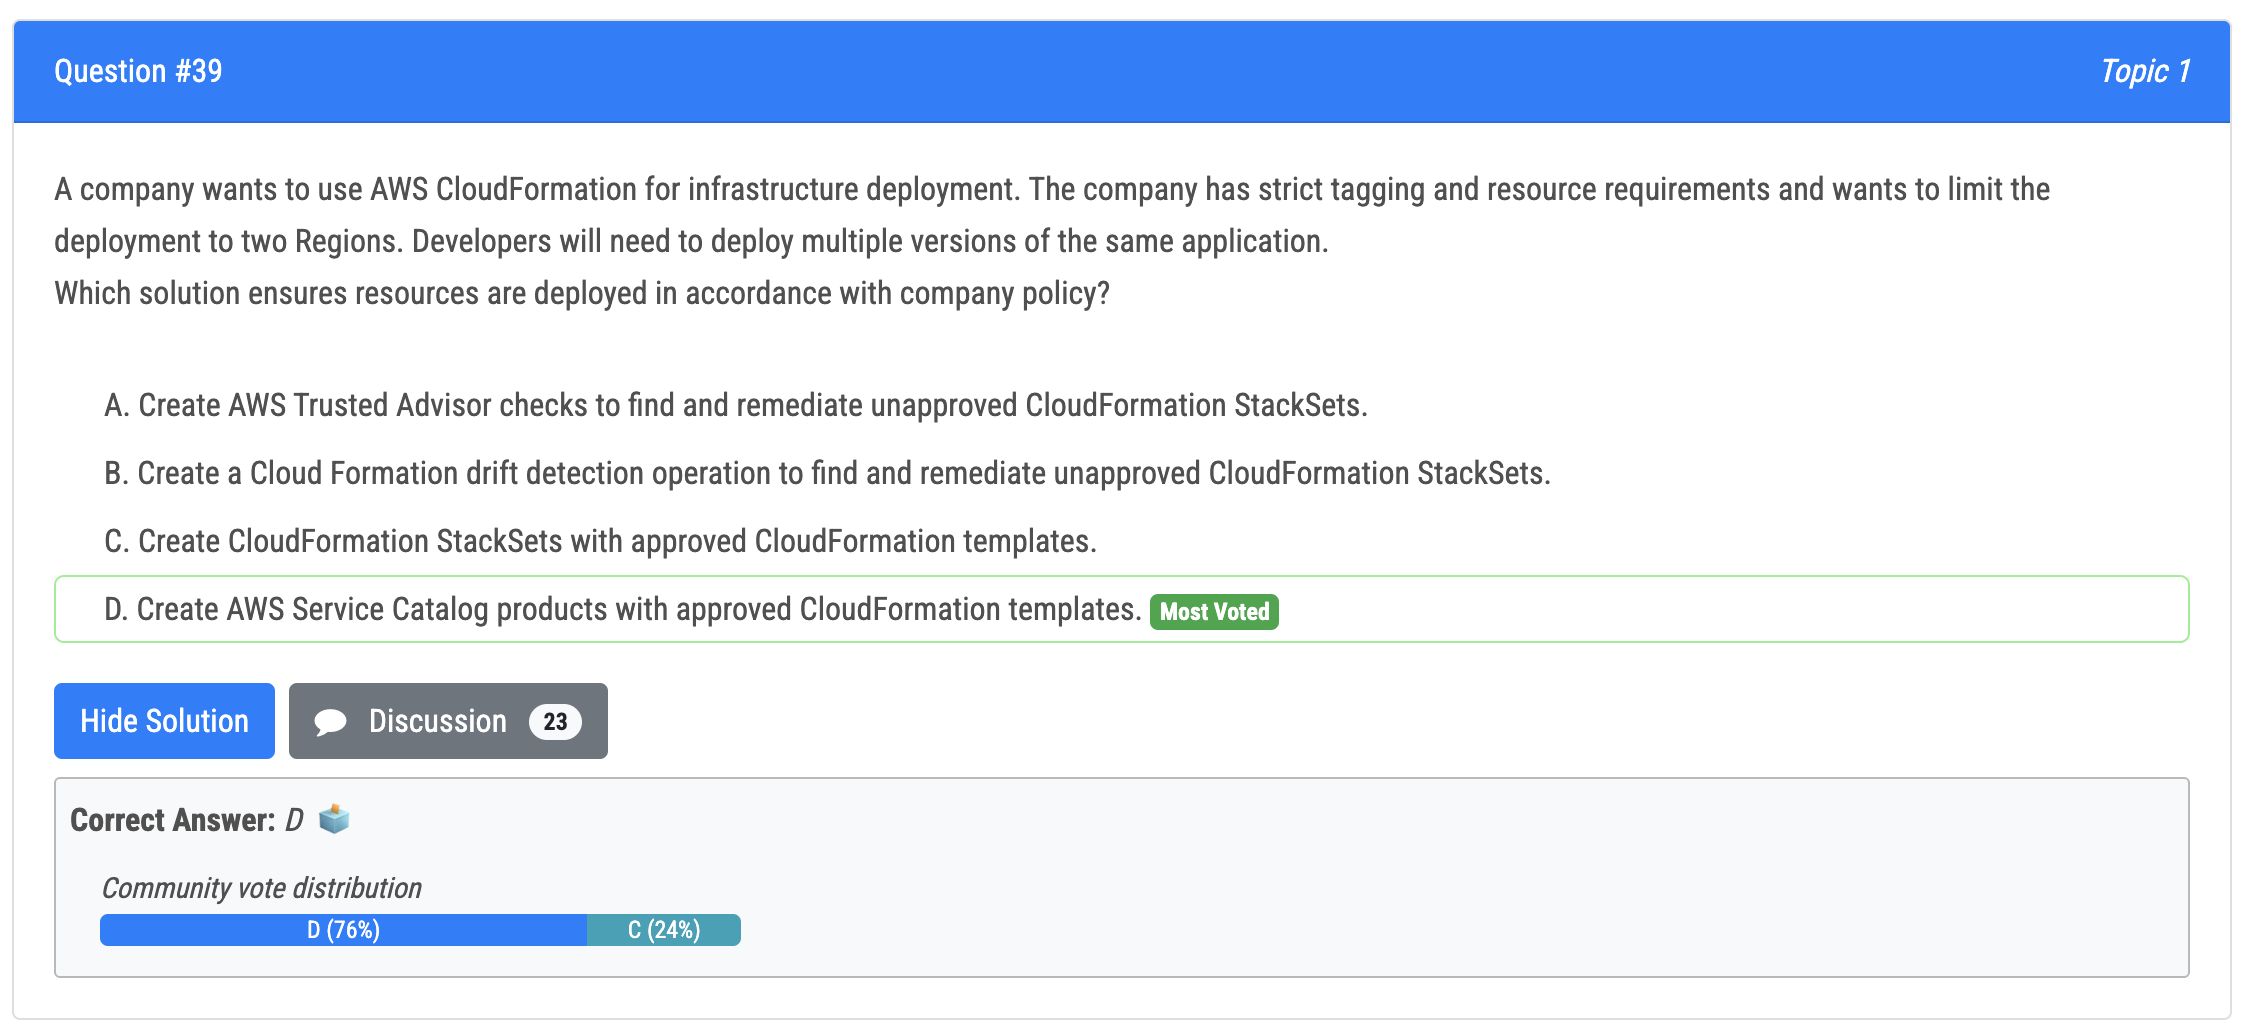 Question #39
Topic 1
A company wants to use AWS CloudFormation for infrastructure deployment. The company has strict tagging and resource requirements and wants to limit the
deployment to two Regions. Developers will need to deploy multiple versions of the same application.
Which solution ensures resources are deployed in accordance with company policy?
A. Create AWS Trusted Advisor checks to find and remediate unapproved CloudFormation StackSets.
B. Create a Cloud Formation drift detection operation to find and remediate unapproved CloudFormation StackSets.
C. Create CloudFormation StackSets with approved CloudFormation templates.
D. Create AWS Service Catalog products with approved CloudFormation templates. Most Voted
Hide Solution
Discussion 23
Correct Answer: D
Community vote distribution
D (76%) C (24%)